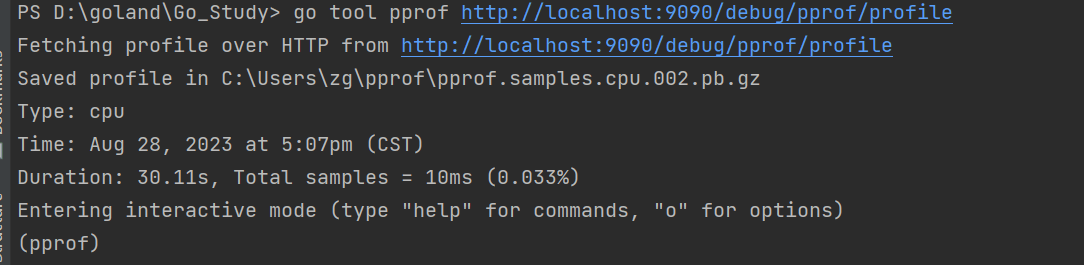 PS D:\goland\Go_Study> go tool pprof http://localhost:9090/debug/pprof/profile
Fetching profile over HTTP from http://localhost:9090/debug/pprof/profile
Saved profile in C:\Users\zg\pprof\pprof.samples.cpu.002.pb.gz
Type: cpu
Time: Aug 28, 2023 at 5:07pm (CST)
Duration: 30.11s, Total samples = 10ms (0.033%)
Entering interactive mode (type "help" for commands, "o" for options)
(pprof)